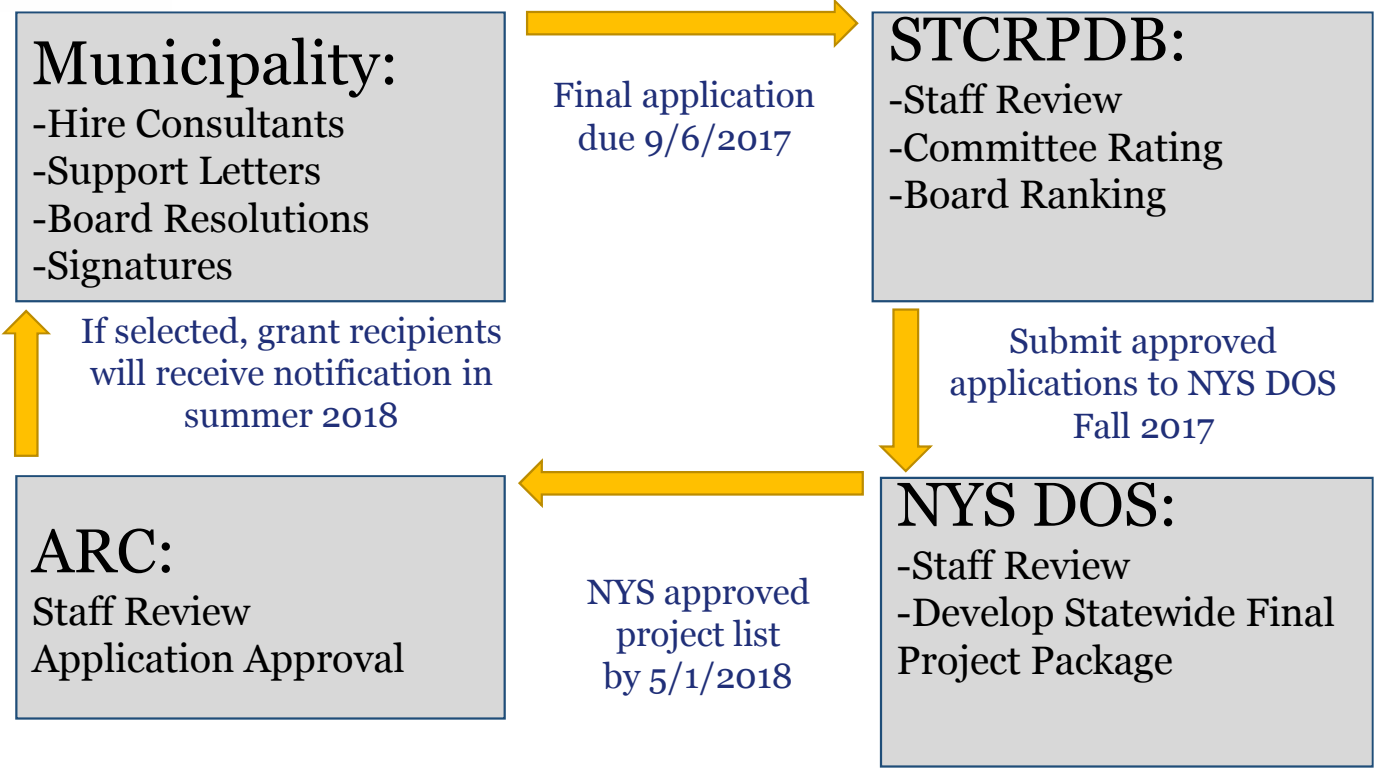 Municipality:
-Hire Consultants
-Support Letters
-Board Resolutions
-Signatures
Final application
due 9/6/2017
STCRPDB:
-Staff Review
-Committee Rating
-Board Ranking
Submit approved
applications to NYS DOS
Fall 2017
NYS DOS:
-Staff Review
-Develop Statewide Final
Project Package
NYS approved
project list
by 5/1/2018
ARC:
Staff Review
Application Approval
If selected, grant recipients
will receive notification in
summer 2018